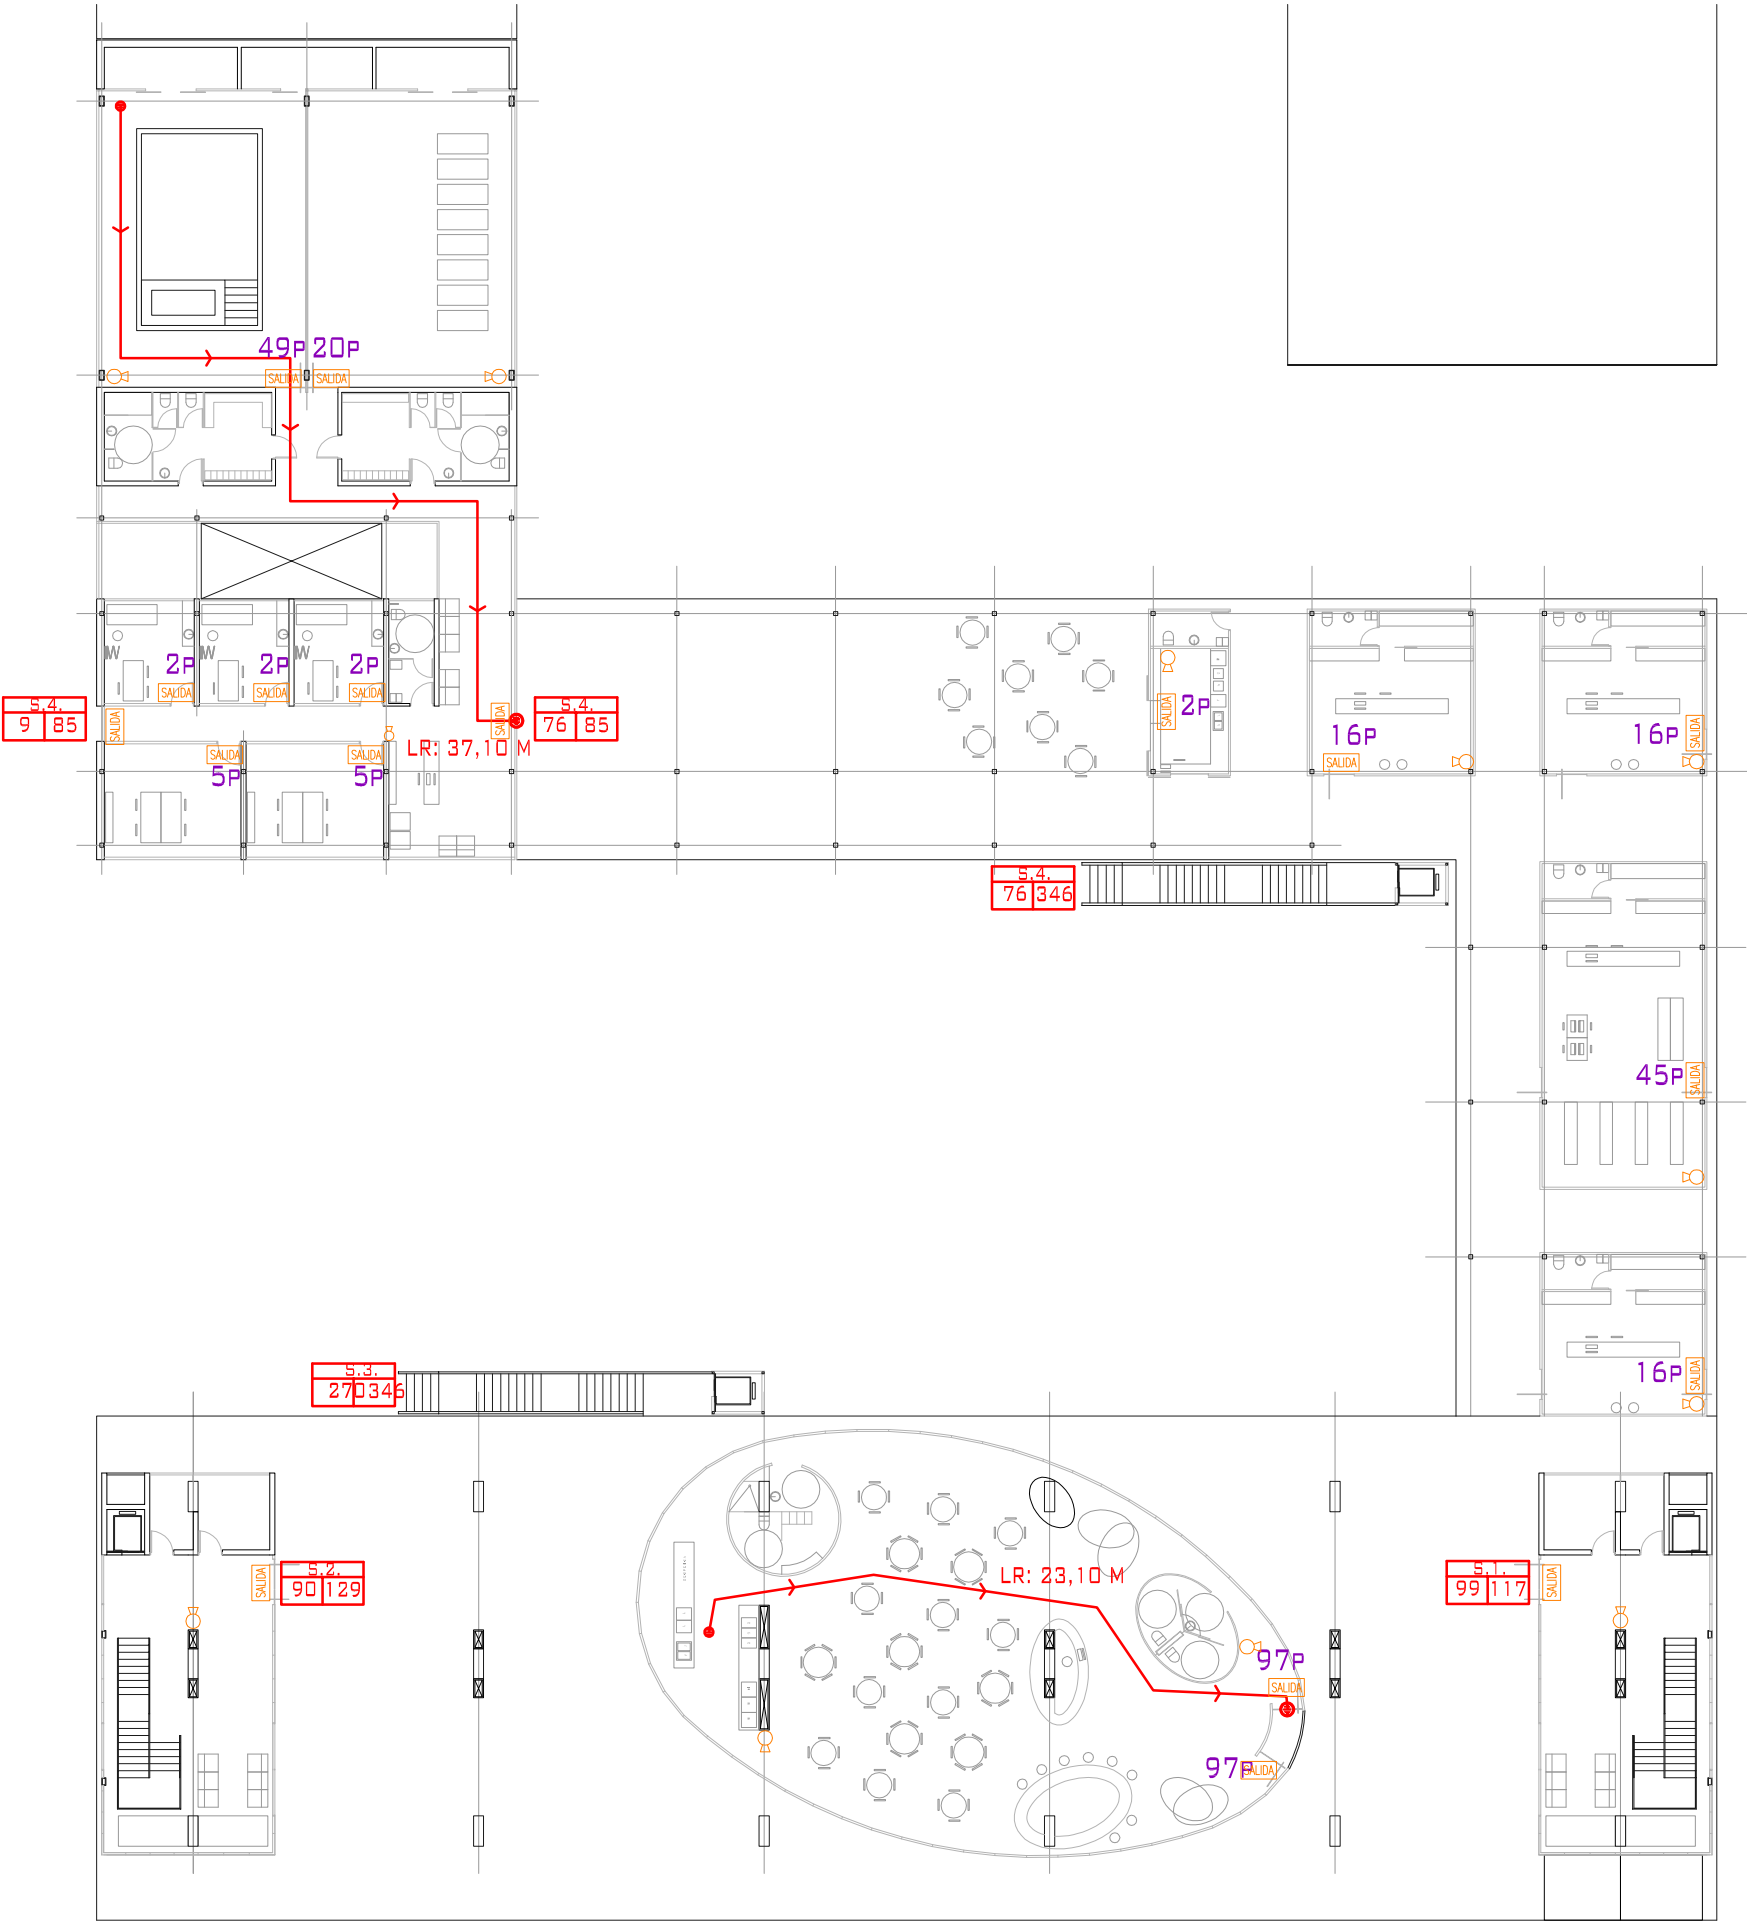 49P 20P
SALIDA SALIDA
2P 2P 2P
SALIDA SALIDA SALIDA
S.4.
9 85
SALIDA
SALIDA
S.4.
76 85
LR: 37,10 M
SALIDA SALIDA
5P 5P
SALIDA
2P
16P
SALIDA
16P
SALIDA
S.4.
76 346
45P
SALIDA
16P
SALIDA
S.3.
270 346
SALIDA
S.2.
90 129
LR: 23,10 M
S.1.
99 117
SALIDA
97P
SALIDA
97P
SALIDA